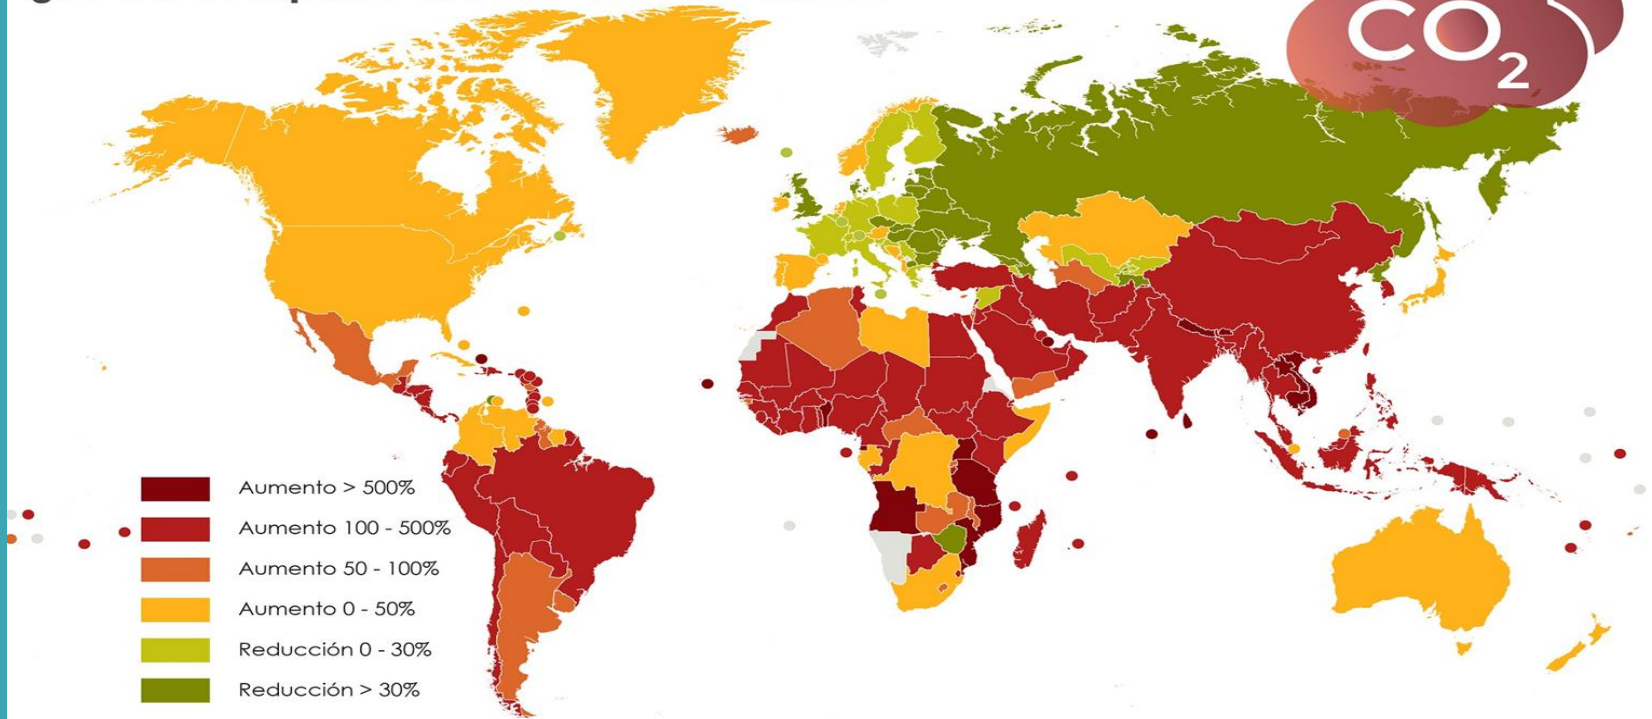 CO2
Aumento > 500%
Aumento 100 - 500%
Aumento 50 - 100%
Aumento 0 - 50%
Reducción 0 - 30%
Reducción > 30%